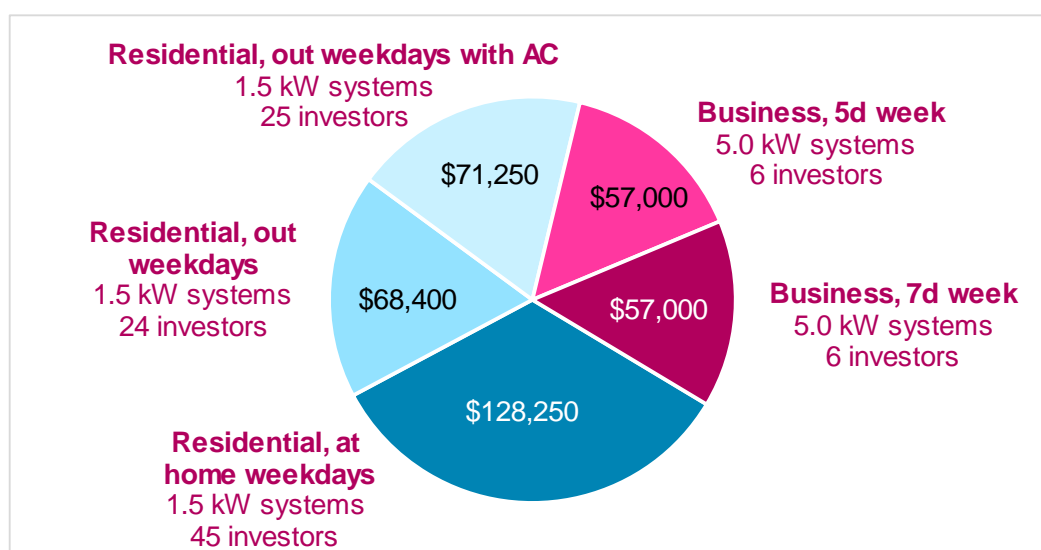 Residential, out weekdays with AC
1.5 kW systems
25 investors
$71,250
Business, 5d week
5.0 kW systems
6 investors
$57,000
Residential, out
weekdays
1.5 kW systems
24 investors
$68,400
Business, 7d week
5.0 kW systems
6 investors
$57,000
Residential, at
home weekdays
1.5 kW systems
45 investors
$128,250